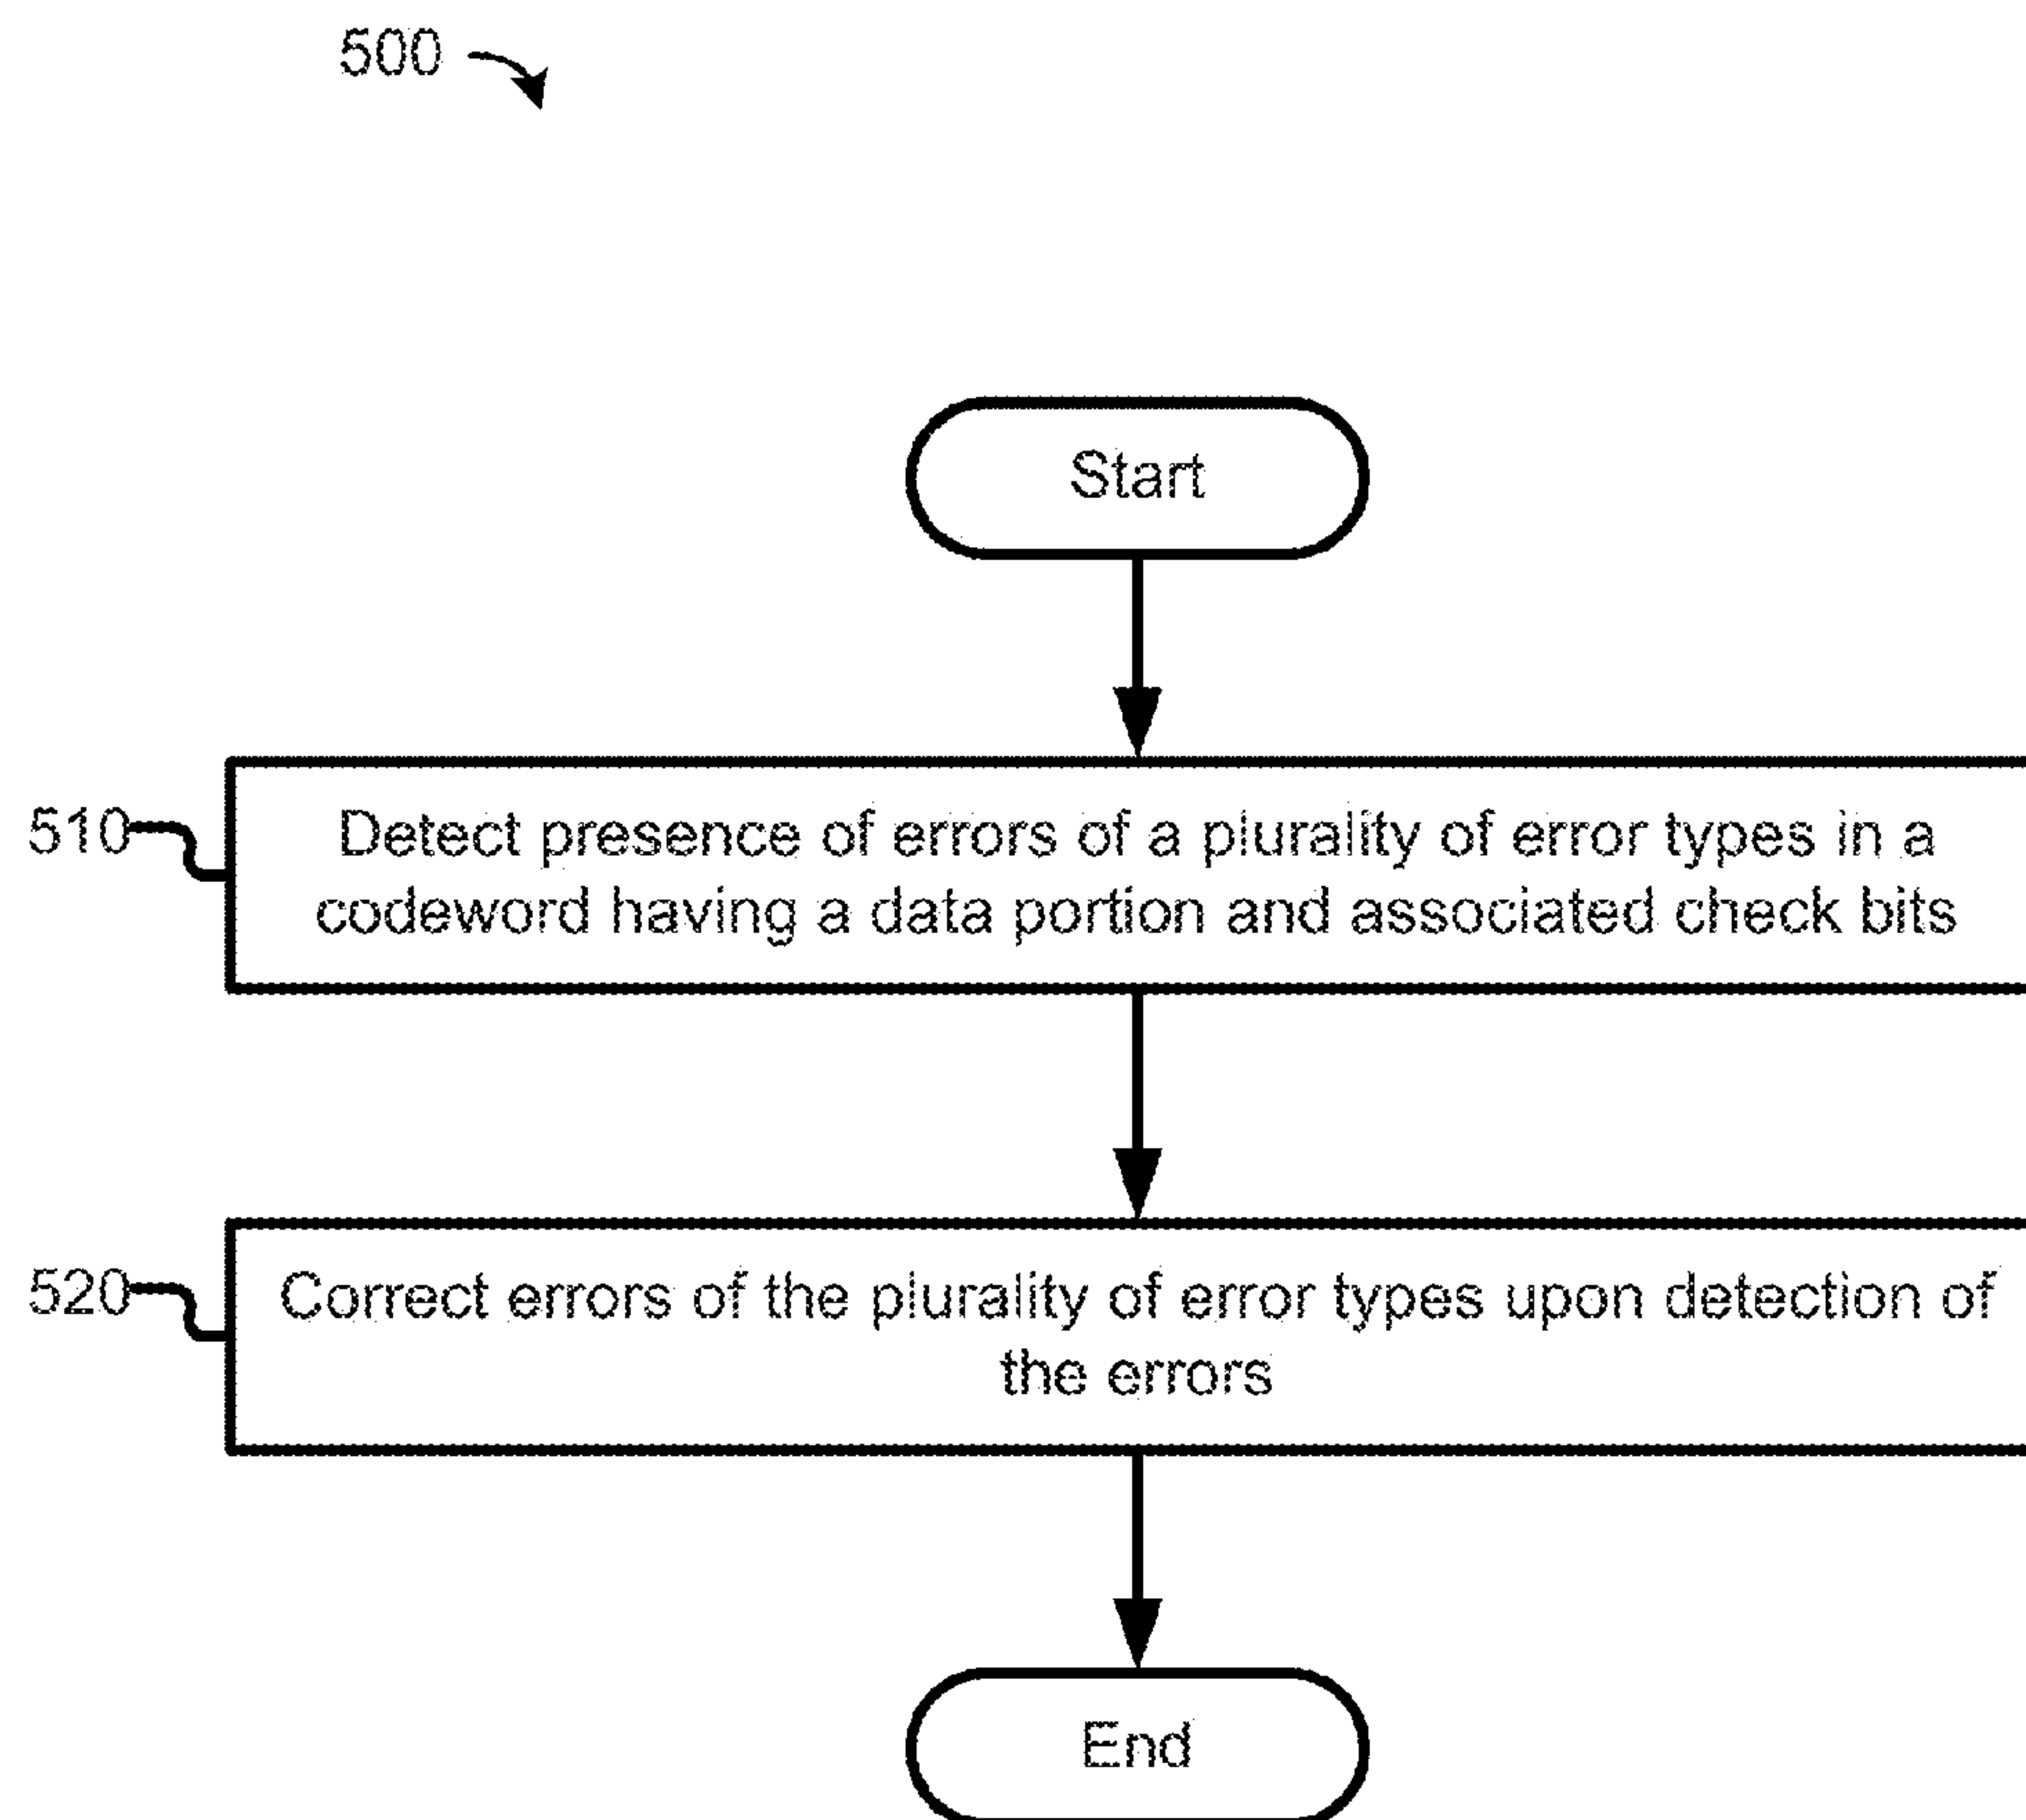 500
Start
510
Detect presence of errors of a plurality of error types in a
codeword having a data portion and associated check bits
520
Correct errors of the plurality of error types upon detection of
the errors
End